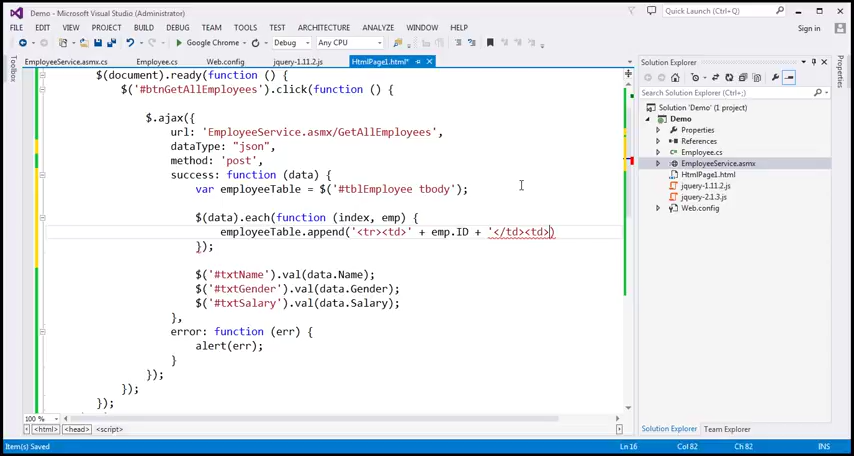 Demo - Microsoft Visual Studio (Administrator)
Quick Launch (Ctrl+;)
FILE EDIT VIEW PROJECT BUILD DEBUG TEAM TOOLS TEST ARCHITECTURE ANALYZE WINDOW HELP
Sign in
Google Chrome Debug Any CPU
Toolbox
EmployeeService.asmx.cs Employee.cs Web.config jquery-1.11.2.js HtmlPage1.html*
$(document).ready(function () {
$('#btnGetAllEmployees').click(function () {
$.ajax({
url: 'EmployeeService.asmx/GetAllEmployees',
dataType: "json",
method: 'post',
success: function (data) {
var employeeTable = $('#tblEmployee tbody');
$(data).each(function (index, emp) {
employeeTable.append('<tr><td>' + emp.ID + '</td><td>)
});
$('#txtName').val(data.Name);
$('#txtGender').val(data.Gender);
$('#txtSalary').val(data.Salary);
},
error: function (err) {
alert(err);
}
});
});
});
100 %
<html> <head> <script>
Solution Explorer
Search Solution Explorer (Ctrl+;)
Solution 'Demo' (1 project)
Demo
Properties
References
Employee.cs
EmployeeService.asmx
HtmlPage1.html
jquery-1.11.2.js
jquery-2.1.3.js
Web.config
Solution Explorer Team Explorer
Properties
Item(s) Saved Ln 16 Col 82 Ch 82 INS